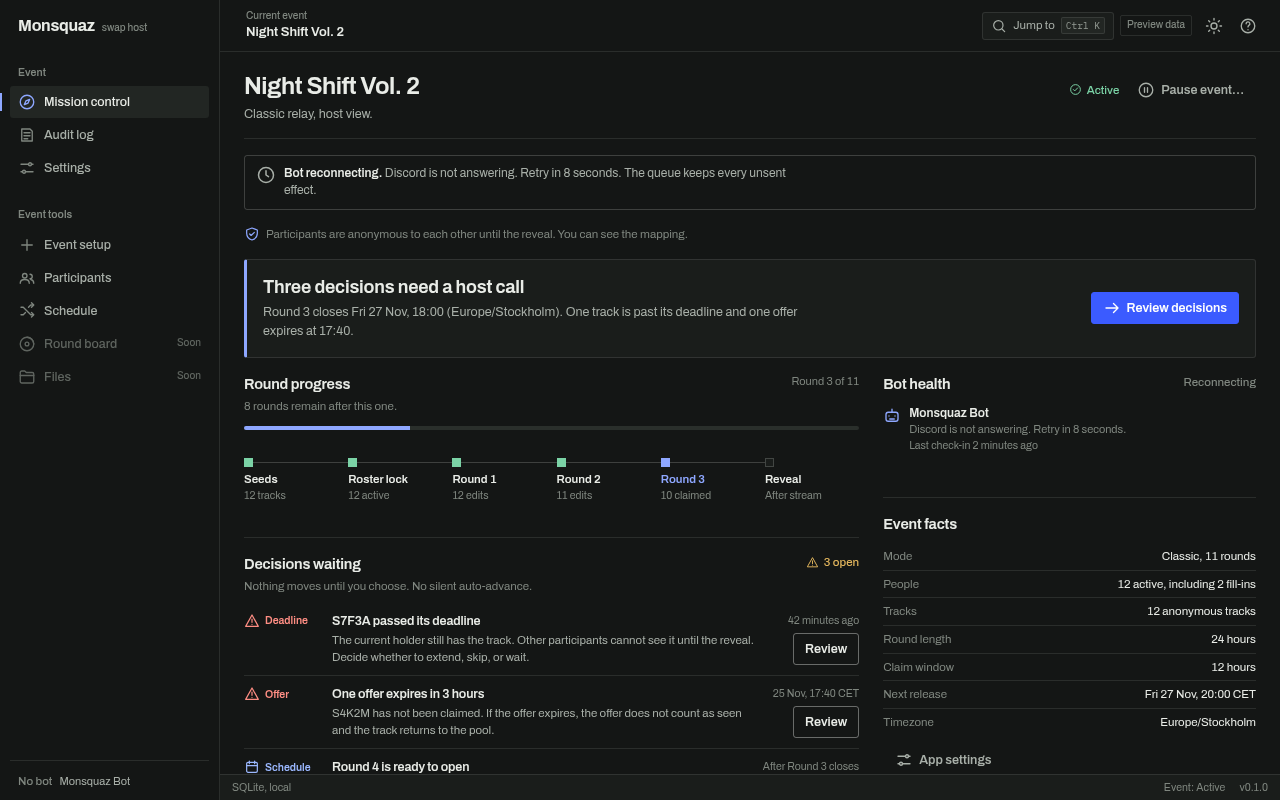 Monsquaz swap host
Event
Mission control
Audit log
Settings
Event tools
Event setup
Participants
Schedule
Round board Soon
Files Soon
No bot Monsquaz Bot
Current event
Night Shift Vol. 2
Jump to Ctrl K
Preview data
Night Shift Vol. 2
Classic relay, host view.
Active
Pause event...
Bot reconnecting. Discord is not answering. Retry in 8 seconds. The queue keeps every unsent
effect.
Participants are anonymous to each other until the reveal. You can see the mapping.
Three decisions need a host call
Round 3 closes Fri 27 Nov, 18:00 (Europe/Stockholm). One track is past its deadline and one offer
expires at 17:40.
Review decisions
Round progress Round 3 of 11
8 rounds remain after this one.
Seeds
12 tracks
Roster lock
12 active
Round 1
12 edits
Round 2
11 edits
Round 3
10 claimed
Reveal
After stream
Decisions waiting 3 open
Nothing moves until you choose. No silent auto-advance.
Deadline
S7F3A passed its deadline
42 minutes ago
The current holder still has the track. Other participants cannot see it until the reveal.
Decide whether to extend, skip, or wait.
Review
Offer
One offer expires in 3 hours
25 Nov, 17:40 CET
S4K2M has not been claimed. If the offer expires, the offer does not count as seen
and the track returns to the pool.
Review
Schedule
Round 4 is ready to open
After Round 3 closes
Bot health Reconnecting
Monsquaz Bot
Discord is not answering. Retry in 8 seconds.
Last check-in 2 minutes ago
Event facts
Mode Classic, 11 rounds
People 12 active, including 2 fill-ins
Tracks 12 anonymous tracks
Round length 24 hours
Claim window 12 hours
Next release Fri 27 Nov, 20:00 CET
Timezone Europe/Stockholm
App settings
SQLite, local
Event: Active v0.1.0